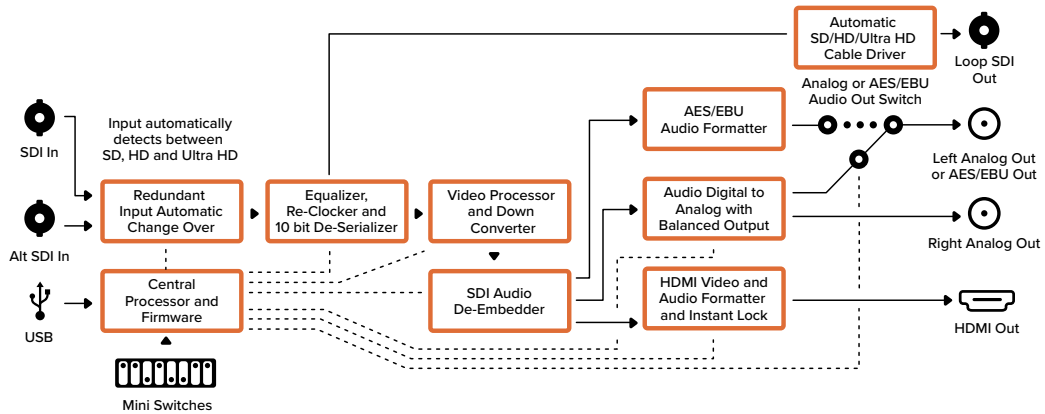 Automatic
SD/HD/Ultra HD
Cable Driver
Loop SDI
Out
Analog or AES/EBU
Audio Out Switch
SDI In
Input automatically
detects between
SD, HD and Ultra HD
AES/EBU
Audio Formatter
Left Analog Out
or AES/EBU Out
Alt SDI In
Redundant
Input Automatic
Change Over
Equalizer,
Re-Clocker and
10 bit De-Serializer
Video Processor
and Down
Converter
Audio Digital to
Analog with
Balanced Output
Right Analog Out
USB
Central
Processor and
Firmware
SDI Audio
De-Embedder
HDMI Video and
Audio Formatter
and Instant Lock
HDMI Out
Mini Switches